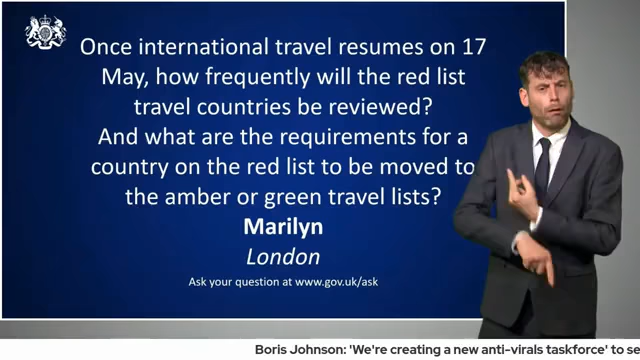 Once international travel resumes on 17
May, how frequently will the red list
travel countries be reviewed?
And what are the requirements for a
country on the red list to be moved to
the amber or green travel lists?
Marilyn
London
Ask your question at www.gov.uk/ask
Boris Johnson: 'We're creating a new anti-virals taskforce' to se